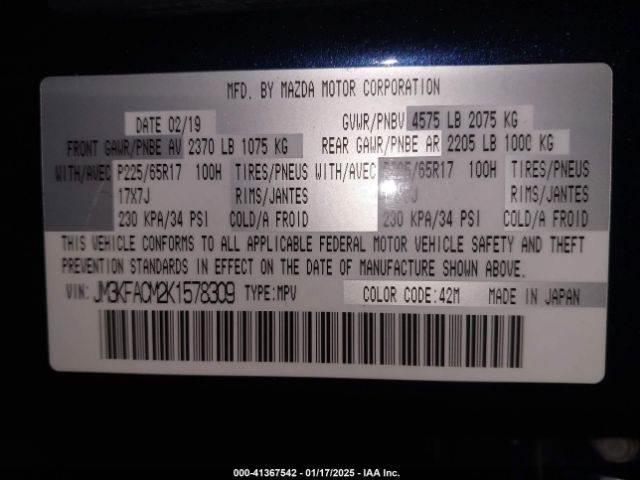 MFD. BY MAZDA MOTOR CORPORATION
DATE 02/19 GVWR/PNBV 4575 LB 2075 KG
FRONT GAWR/PNBE AV 2370 LB 1075 KG REAR GAWR/PNBE AR 2205 LB 1000 KG
WITH/AVEC P225/65R17 100H TIRES/PNEUS WITH/AVEC P225/65R17 100H TIRES/PNEUS
17X7J RIMS/JANTES RIMS/JANTES
230 KPA/34 PSI COLD/A FROID 230 KPA/34 PSI COLD/A FROID
THIS VEHICLE CONFORMS TO ALL APPLICABLE FEDERAL MOTOR VEHICLE SAFETY AND THEFT
PREVENTION STANDARDS IN EFFECT ON THE DATE OF MANUFACTURE SHOWN ABOVE.
VIN: JM3KFACM2K1578309 TYPE:MPV COLOR CODE:42M MADE IN JAPAN
000-41367542 - 01/17/2025 - IAA Inc.